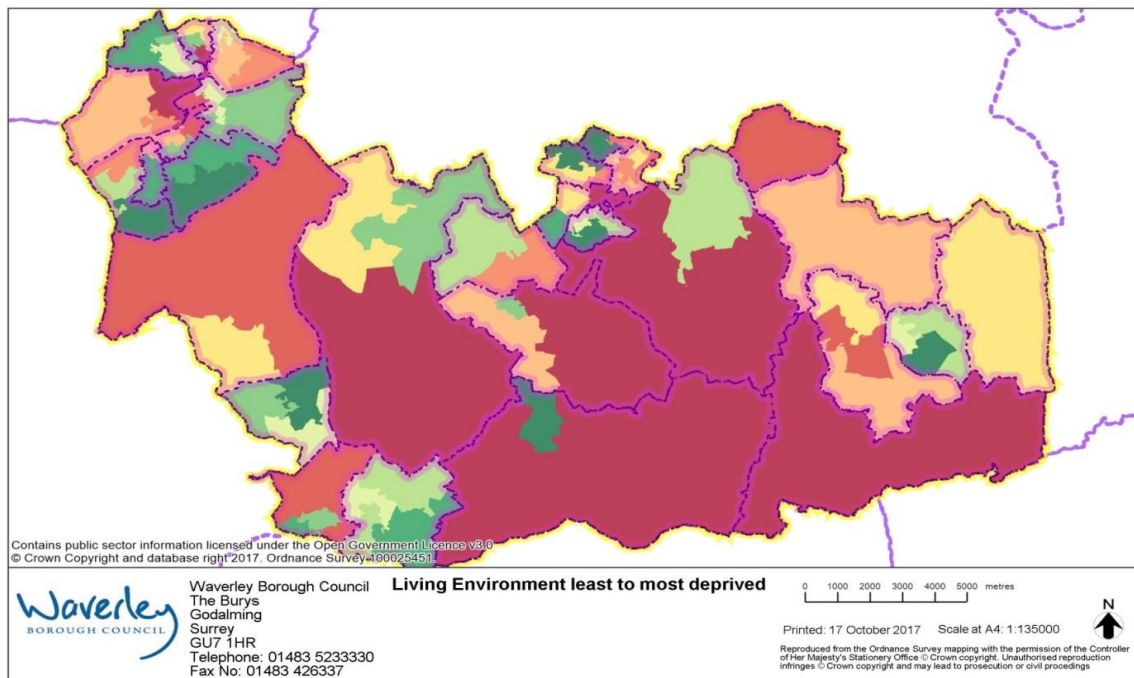 Contains public sector information licensed under the Open Government Licence v3.0
© Crown Copyright and database right 2017. Ordnance Survey 100025451
Waverley
BOROUGH COUNCIL
Waverley Borough Council
The Burys
Godalming
Surrey
GU7 1HR
Telephone: 01483 5233330
Fax No: 01483 426337
Living Environment least to most deprived
0 1000 2000 3000 4000 5000 metres
Printed: 17 October 2017 Scale at A4: 1:135000
N
Reproduced from the Ordnance Survey mapping with the permission of the Controller
of Her Majesty's Stationery Office © Crown copyright. Unauthorised reproduction
infringes © Crown copyright and may lead to prosecution or civil procedings